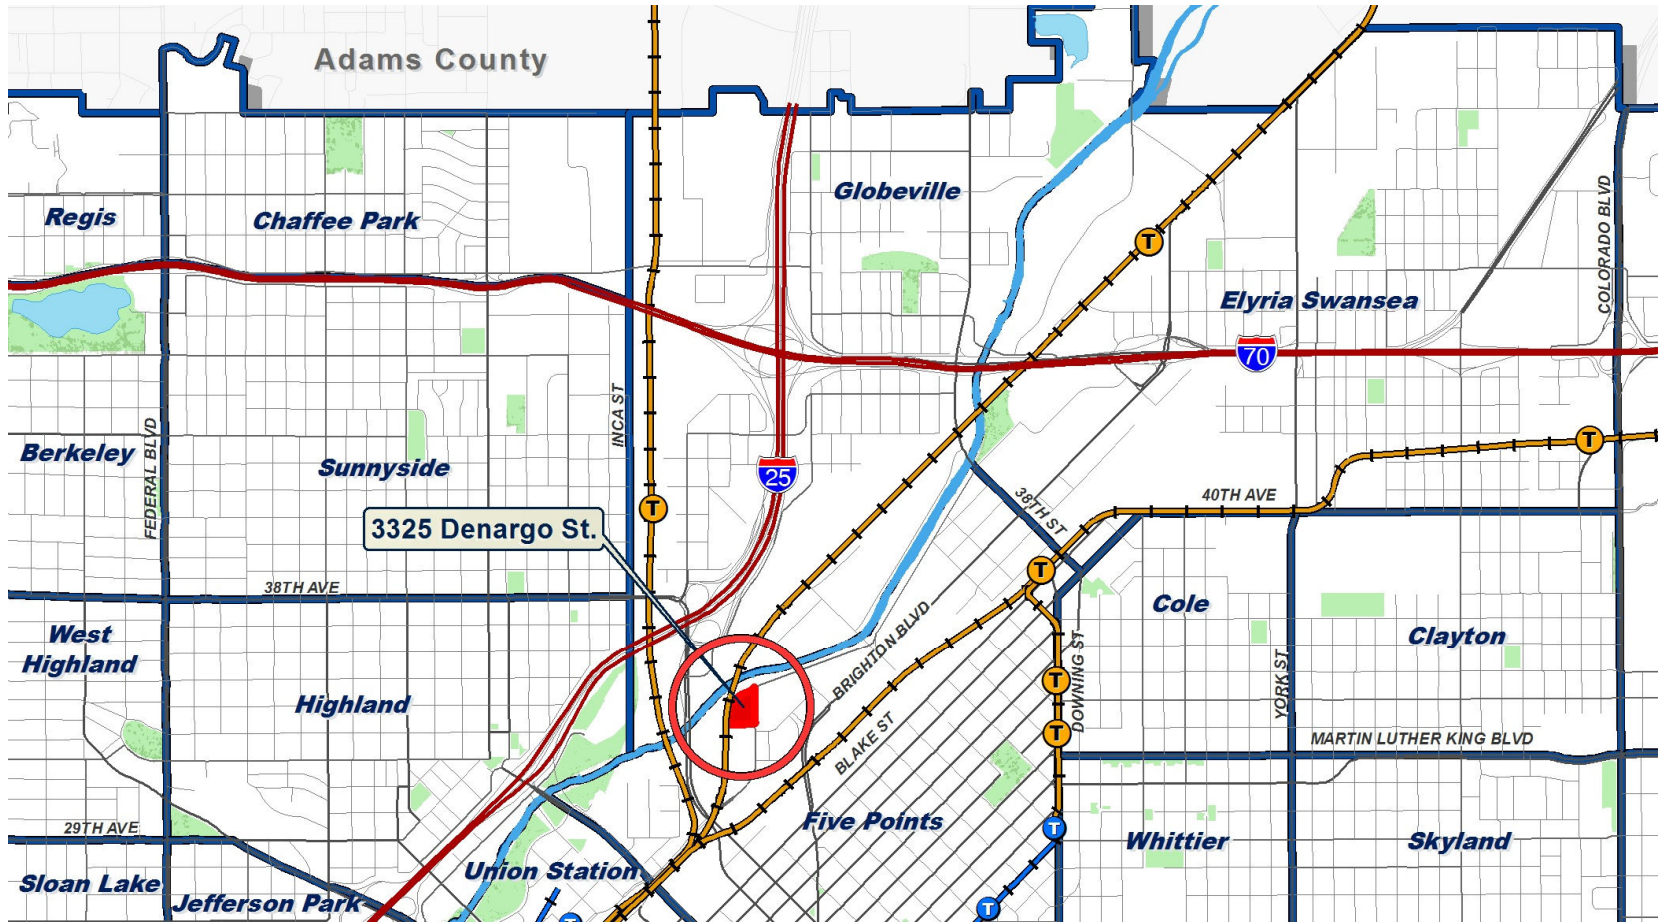 Adams County
Globeville
Regis
Chaffee Park
COLORADO BLVD
Elyria Swansea
70
INCA ST
FEDERAL BLVD
Berkeley
Sunnyside
25
T
T
T
3325 Denargo St.
38TH ST
40TH AVE
38TH AVE
T
Cole
West
Highland
BRIGHTON BLVD
DOWNING ST
Clayton
T
YORK ST
Highland
BLAKE ST
T
MARTIN LUTHER KING BLVD
29TH AVE
Five Points
T
Whittier
Skyland
Sloan Lake
Union Station
Jefferson Park
T
T